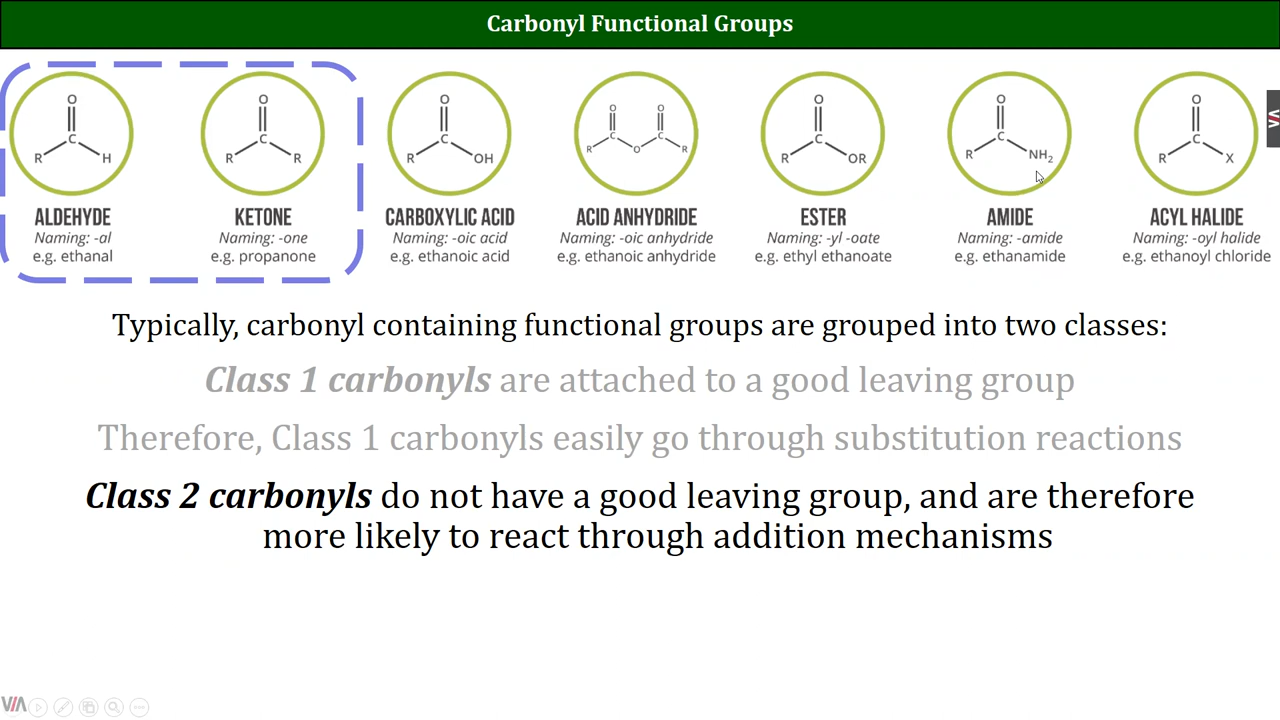 Carbonyl Functional Groups
O C R H
O C R R
O C R OH
O O C C R O R
O C R OR
O C R NH₂
O C R X
ALDEHYDE
Naming: -al
e.g. ethanal
KETONE
Naming: -one
e.g. propanone
CARBOXYLIC ACID
Naming: -oic acid
e.g. ethanoic acid
ACID ANHYDRIDE
Naming: -oic anhydride
e.g. ethanoic anhydride
ESTER
Naming: -yl -oate
e.g. ethyl ethanoate
AMIDE
Naming: -amide
e.g. ethanamide
ACYL HALIDE
Naming: -oyl halide
e.g. ethanoyl chloride
Typically, carbonyl containing functional groups are grouped into two classes:
Class 1 carbonyls are attached to a good leaving group
Therefore, Class 1 carbonyls easily go through substitution reactions
Class 2 carbonyls do not have a good leaving group, and are therefore
more likely to react through addition mechanisms
VIA
VIA